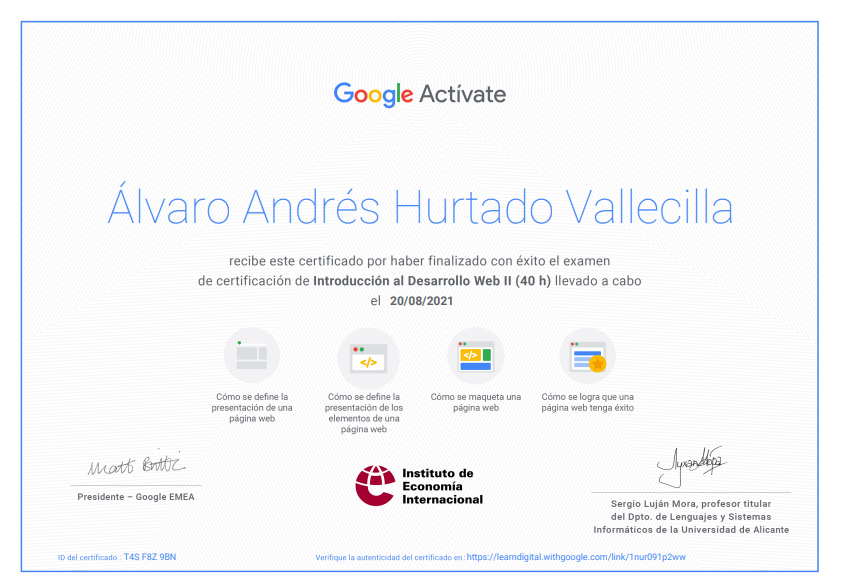 Google Actívate
Álvaro Andrés Hurtado Vallecilla
recibe este certificado por haber finalizado con éxito el examen
de certificación de Introducción al Desarrollo Web II (40 h) llevado a cabo
el 20/08/2021
Cómo se define la
presentación de una
página web
Cómo se define la
presentación de los
elementos de una
página web
Cómo se maqueta una
página web
Cómo se logra que una
página web tenga éxito
Matt Brittin
Presidente – Google EMEA
Instituto de
Economía
Internacional
Sergio Luján Mora, profesor titular
del Dpto. de Lenguajes y Sistemas
Informáticos de la Universidad de Alicante
ID del certificado : T4S F8Z 9BN
Verifique la autenticidad del certificado en: https://learndigital.withgoogle.com/link/1nur091p2ww